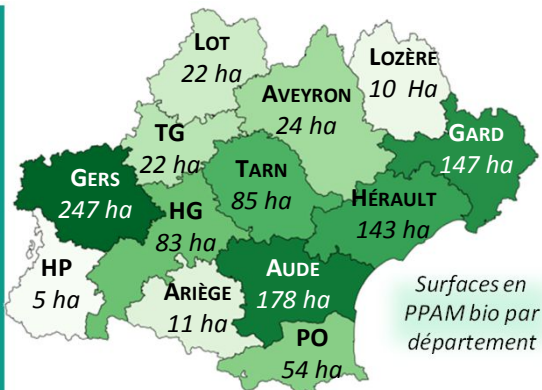 LOT
22 ha
LOZÈRE
10 Ha
AVEYRON
24 ha
TG
22 ha
GARD
147 ha
GERS
247 ha
TARN
85 ha
HÉRAULT
143 ha
HG
83 ha
HP
5 ha
ARIÈGE
11 ha
AUDE
178 ha
PO
54 ha
Surfaces en
PPAM bio par
département